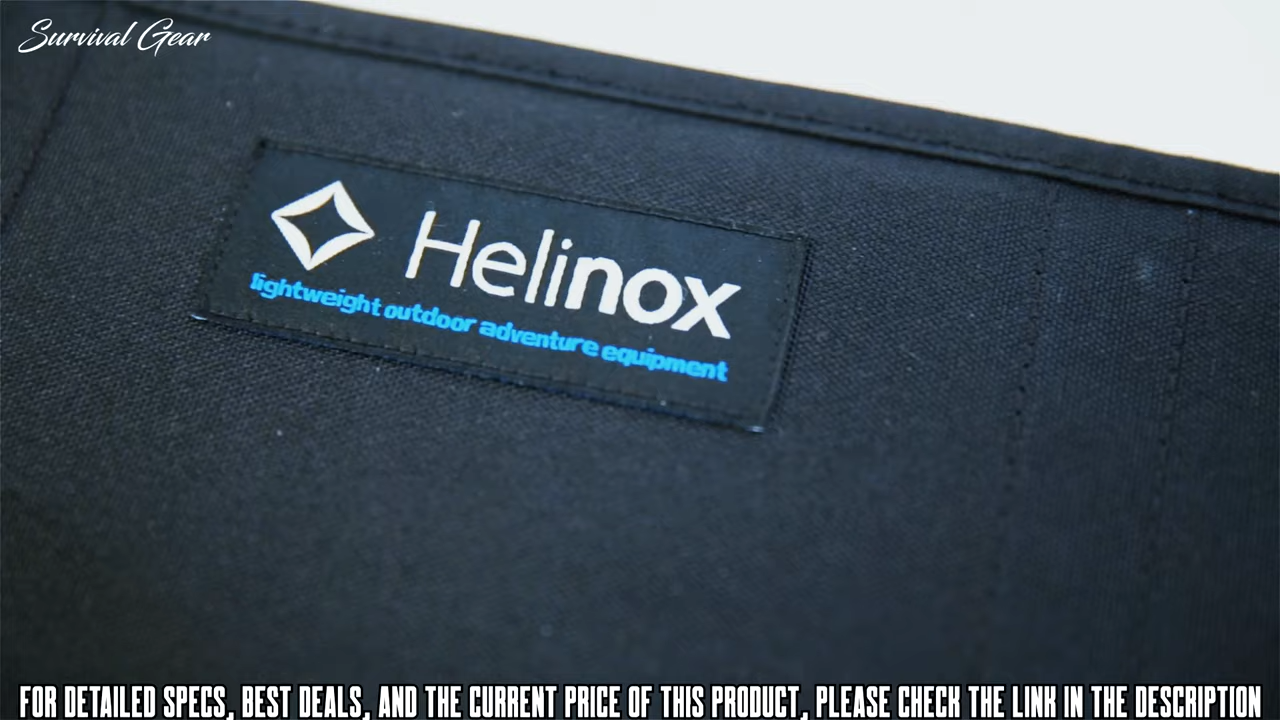 Survival Gear
Helinox
lightweight outdoor adventure equipment
FOR DETAILED SPECS, BEST DEALS, AND THE CURRENT PRICE OF THIS PRODUCT, PLEASE CHECK THE LINK IN THE DESCRIPTION